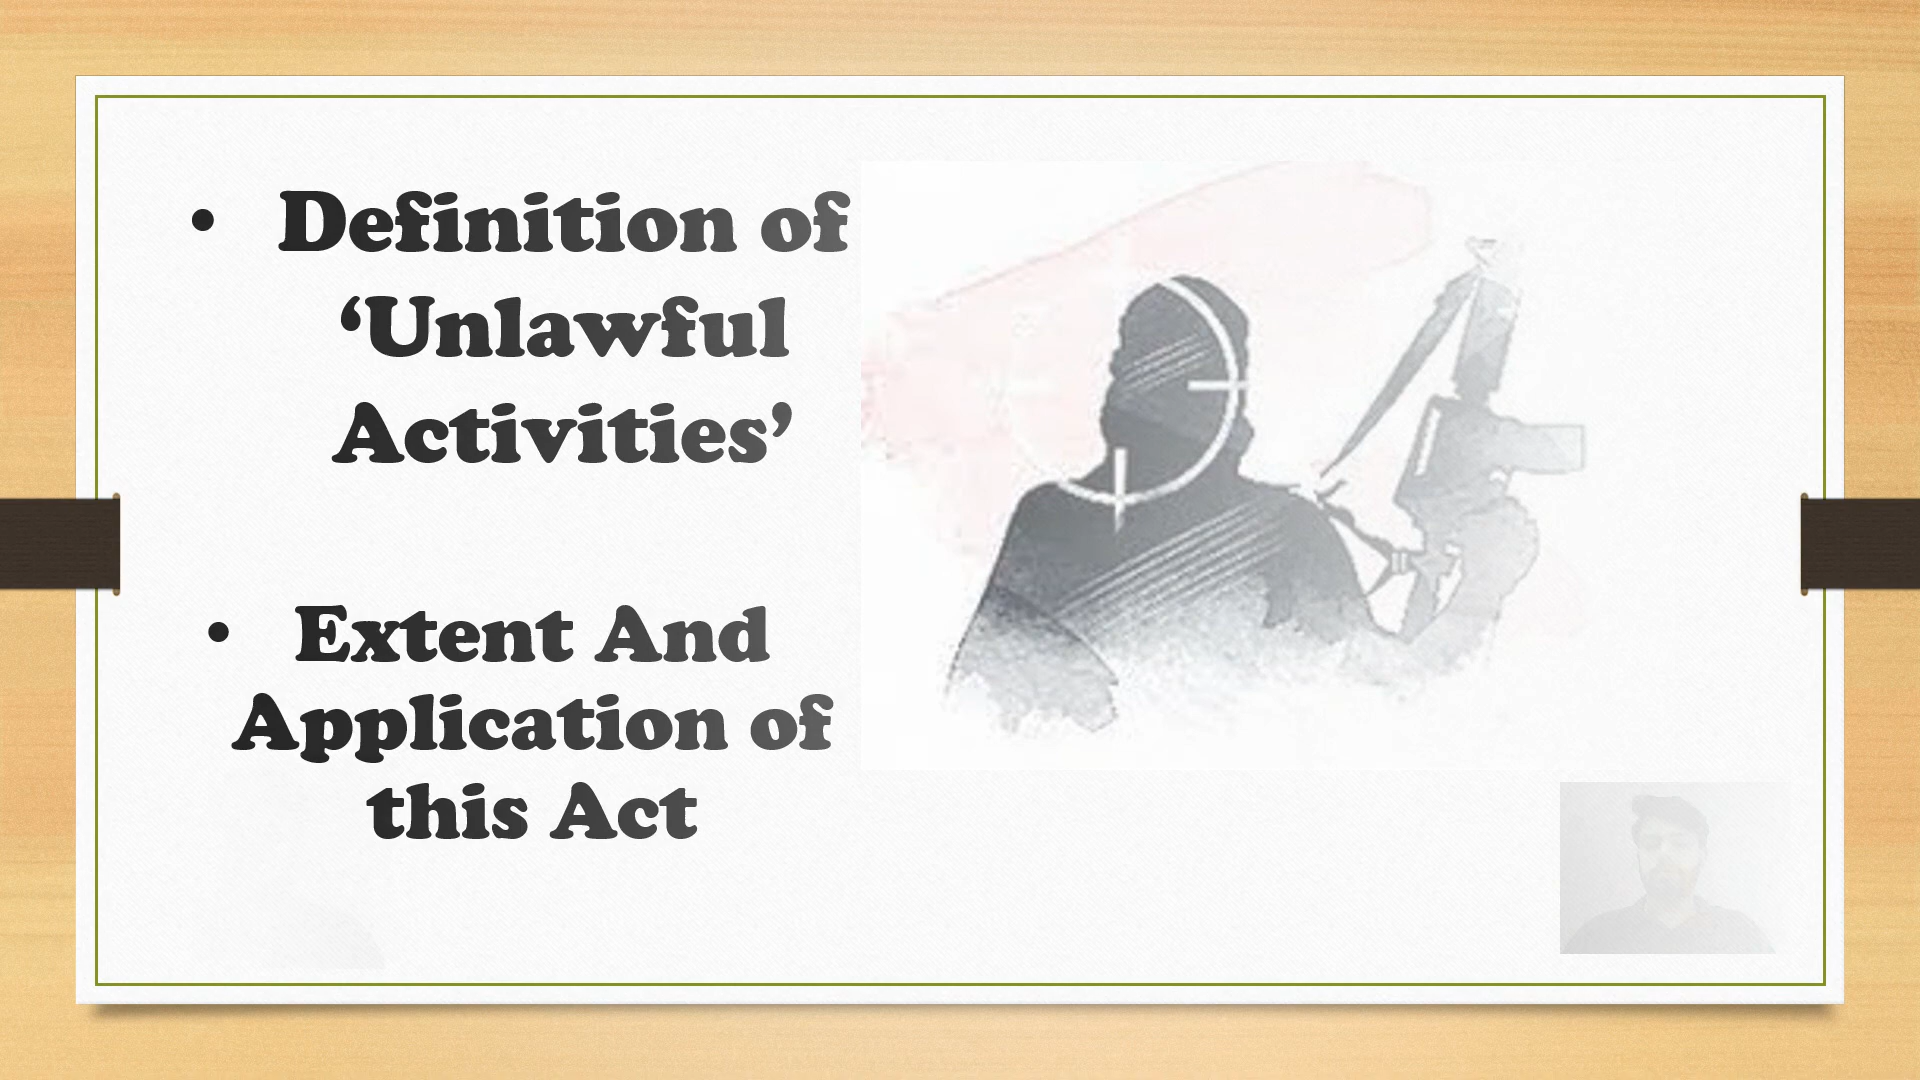 • Definition of
‘Unlawful
Activities’
• Extent And
Application of
this Act